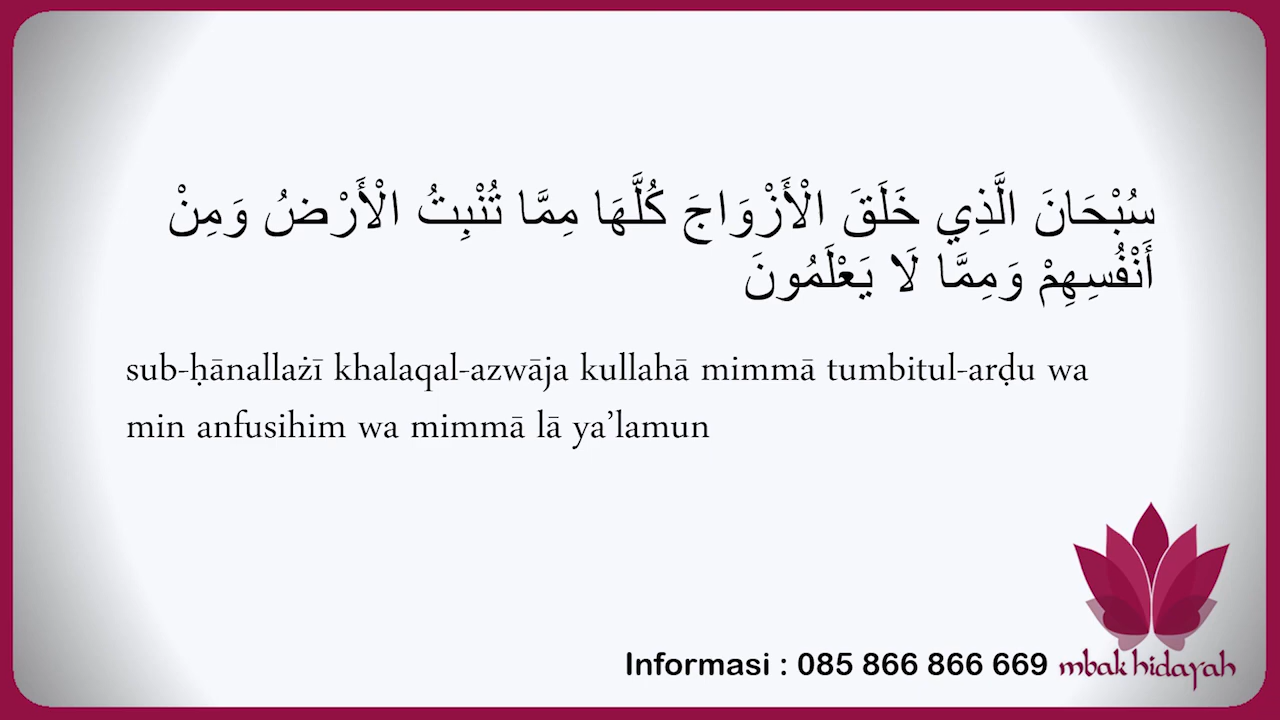 سُبْحَانَ الَّذِي خَلَقَ الْأَزْوَاجَ كُلَّهَا مِمَّا تُنْبِتُ الْأَرْضُ وَمِنْ
أَنْفُسِهِمْ وَمِمَّا لَا يَعْلَمُونَ
sub-ḥānallażī khalaqal-azwāja kullahā mimmā tumbitul-arḍu wa
min anfusihim wa mimmā lā ya’lamun
Informasi : 085 866 866 669
mbak hidayah